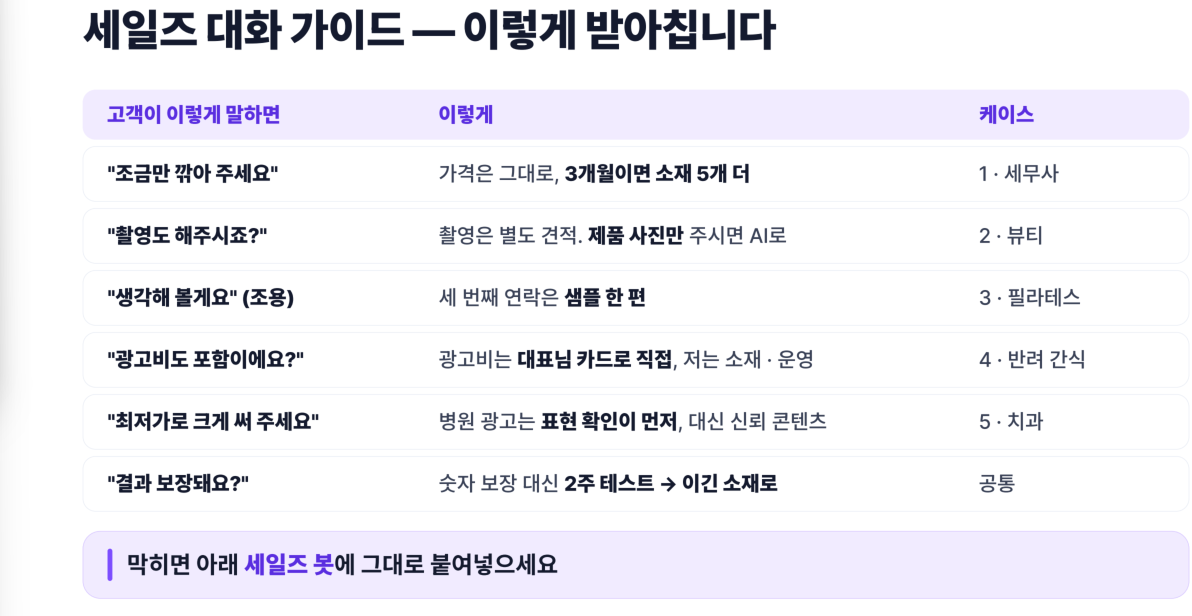 세일즈 대화 가이드 — 이렇게 받아칩니다
고객이 이렇게 말하면 이렇게 케이스
"조금만 깎아 주세요" 가격은 그대로, 3개월이면 소재 5개 더 1 · 세무사
"촬영도 해주시죠?" 촬영은 별도 견적. 제품 사진만 주시면 AI로 2 · 뷰티
"생각해 볼게요" (조용) 세 번째 연락은 샘플 한 편 3 · 필라테스
"광고비도 포함이에요?" 광고비는 대표님 카드로 직접, 저는 소재 · 운영 4 · 반려 간식
"최저가로 크게 써 주세요" 병원 광고는 표현 확인이 먼저, 대신 신뢰 콘텐츠 5 · 치과
"결과 보장돼요?" 숫자 보장 대신 2주 테스트 → 이긴 소재로 공통
막히면 아래 세일즈 봇에 그대로 붙여넣으세요